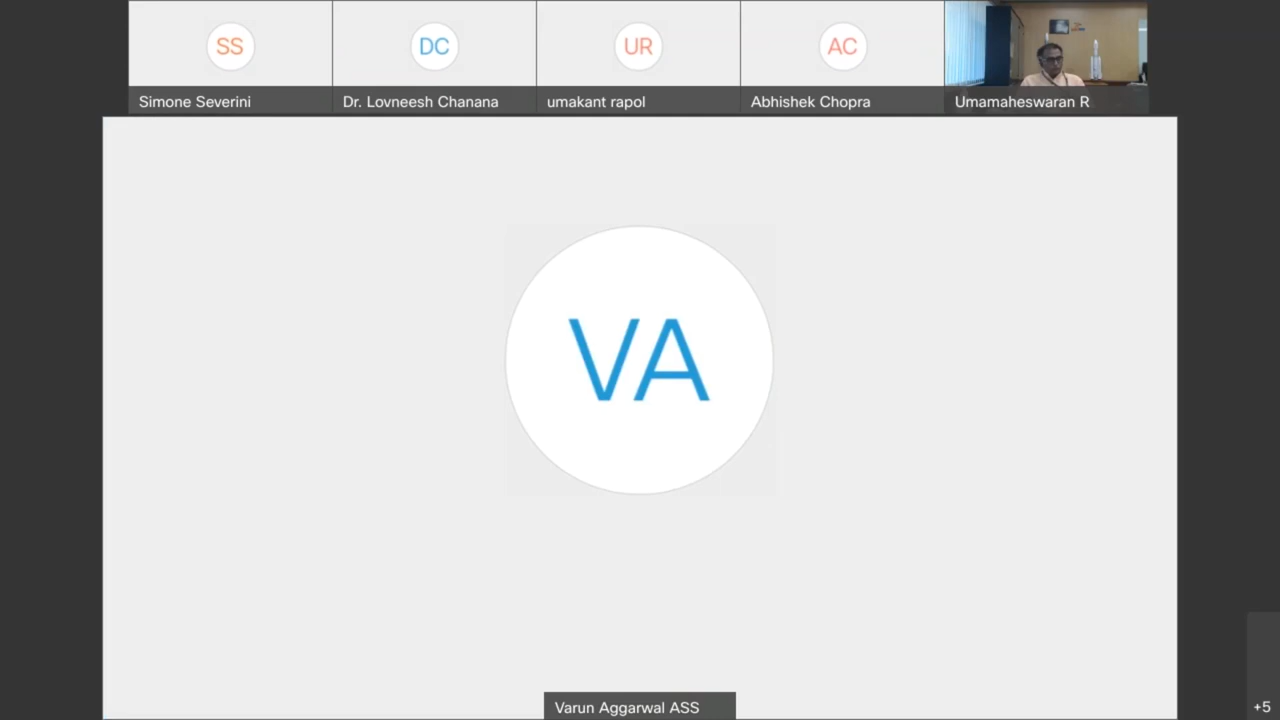 SS
DC
UR
AC
Simone Severini
Dr. Lovneesh Chanana
umakant rapol
Abhishek Chopra
Umamaheswaran R
VA
Varun Aggarwal ASS
+5